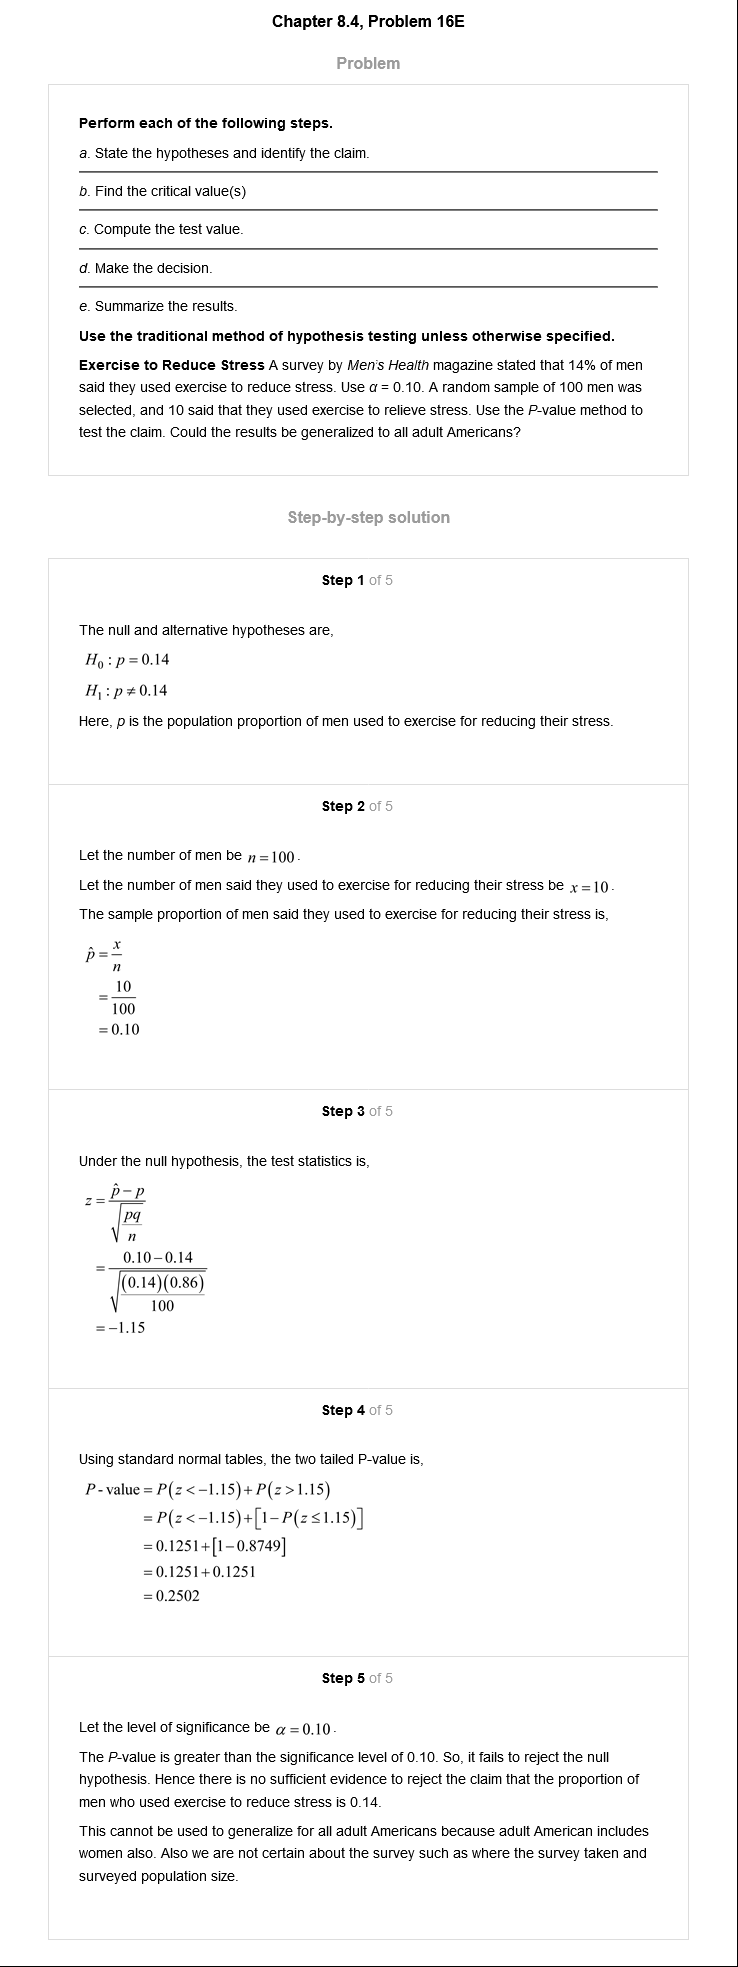 Chapter 8.4, Problem 16E
Problem
Perform each of the following steps.
a. State the hypotheses and identify the claim.
b. Find the critical value(s)
c. Compute the test value.
d. Make the decision.
e. Summarize the results.
Use the traditional method of hypothesis testing unless otherwise specified.
Exercise to Reduce Stress A survey by Men's Health magazine stated that 14% of men
said they used exercise to reduce stress. Use α = 0.10. A random sample of 100 men was
selected, and 10 said that they used exercise to relieve stress. Use the P-value method to
test the claim. Could the results be generalized to all adult Americans?
Step-by-step solution
Step 1 of 5
The null and alternative hypotheses are,
H₀ : p = 0.14
H₁ : p ≠ 0.14
Here, p is the population proportion of men used to exercise for reducing their stress.
Step 2 of 5
Let the number of men be n = 100.
Let the number of men said they used to exercise for reducing their stress be x = 10.
The sample proportion of men said they used to exercise for reducing their stress is,
p̂ = x/n
= 10/100
= 0.10
Step 3 of 5
Under the null hypothesis, the test statistics is,
z = (p̂ − p)/√(pq/n)
= (0.10 − 0.14)/√((0.14)(0.86)/100)
= −1.15
Step 4 of 5
Using standard normal tables, the two tailed P-value is,
P-value = P(z < −1.15) + P(z > 1.15)
= P(z < −1.15) + [1 − P(z ≤ 1.15)]
= 0.1251 + [1 − 0.8749]
= 0.1251 + 0.1251
= 0.2502
Step 5 of 5
Let the level of significance be α = 0.10.
The P-value is greater than the significance level of 0.10. So, it fails to reject the null
hypothesis. Hence there is no sufficient evidence to reject the claim that the proportion of
men who used exercise to reduce stress is 0.14.
This cannot be used to generalize for all adult Americans because adult American includes
women also. Also we are not certain about the survey such as where the survey taken and
surveyed population size.